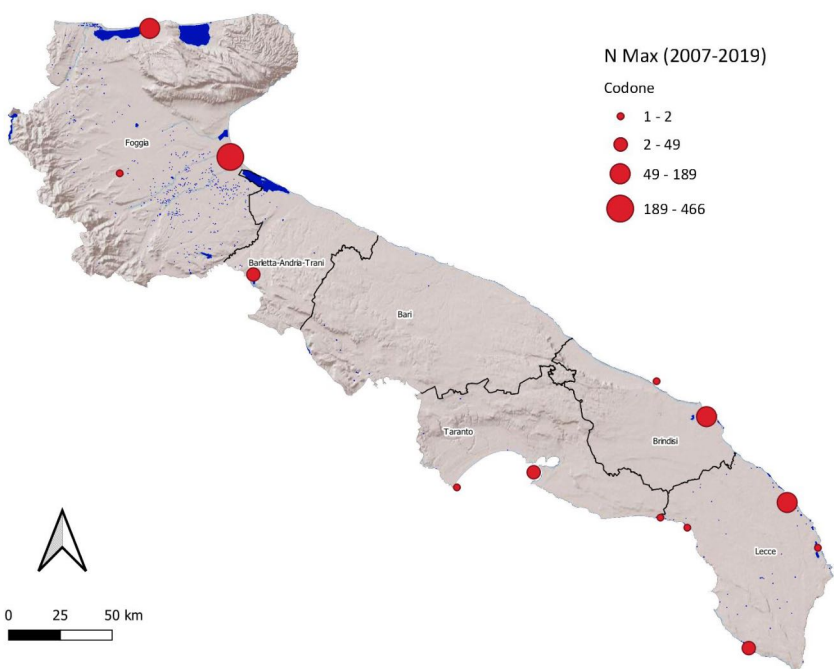 N Max (2007-2019)
Codone
1 - 2
2 - 49
49 - 189
189 - 466
Foggia
Barletta-Andria-Trani
Bari
Taranto
Brindisi
Lecce
0 25 50 km